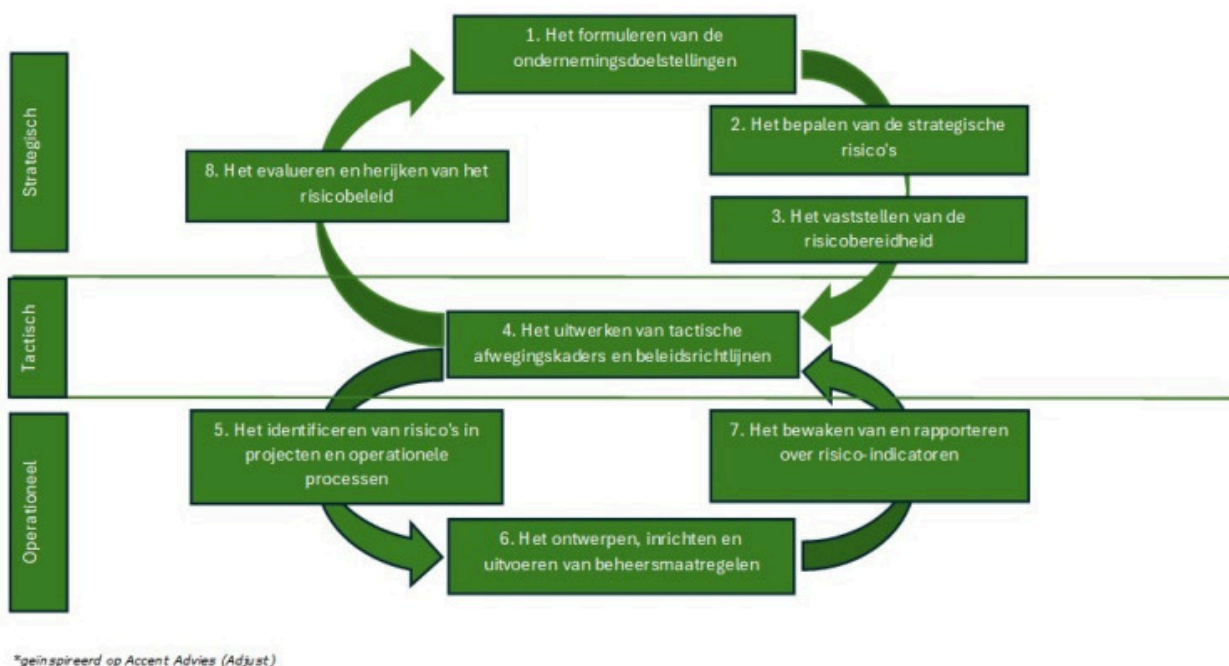 Strategisch
1. Het formuleren van de
ondernemingsdoelstellingen
2. Het bepalen van de strategische
risico's
8. Het evalueren en herijken van het
risicobeleid
3. Het vaststellen van de
risicobereidheid
Tactisch
4. Het uitwerken van tactische
afwegingskaders en beleidsrichtlijnen
Operationeel
5. Het identificeren van risico's in
projecten en operationele
processen
7. Het bewaken van en rapporteren
over risico-indicatoren
6. Het ontwerpen, inrichten en
uitvoeren van beheersmaatregelen
*geïnspireerd op Accent Advies (Adjust)